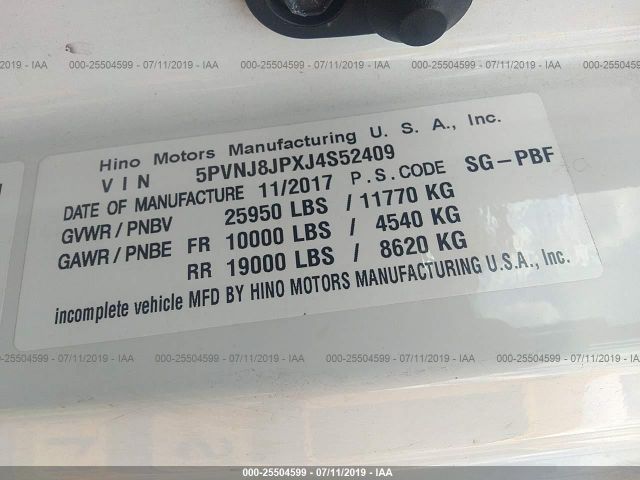 000-25504599 - 07/11/2019 - IAA
Hino Motors Manufacturing U. S. A., Inc.
VIN 5PVNJ8JPXJ4S52409
DATE OF MANUFACTURE 11/2017 P.S.CODE SG-PBF
GVWR / PNBV 25950 LBS / 11770 KG
GAWR / PNBE FR 10000 LBS / 4540 KG
RR 19000 LBS / 8620 KG
incomplete vehicle MFD BY HINO MOTORS MANUFACTURING U.S.A., Inc.
000-25504599 - 07/11/2019 - IAA
000-25504599 - 07/11/2019 - IAA